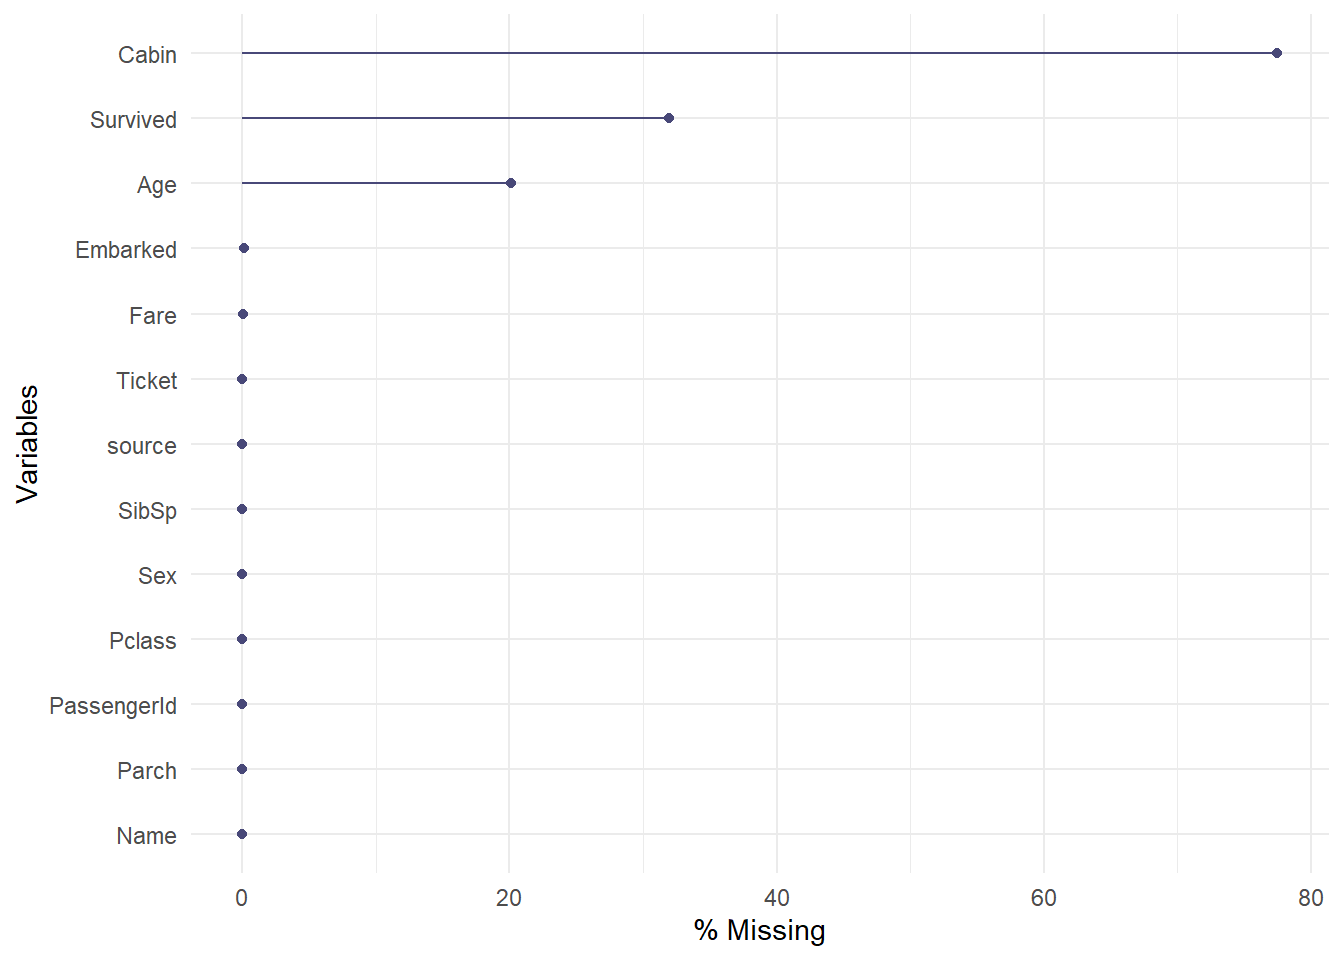 Cabin
Survived
Age
Embarked
Fare
Ticket
source
SibSp
Sex
Pclass
PassengerId
Parch
Name
Variables
0 20 40 60 80
% Missing